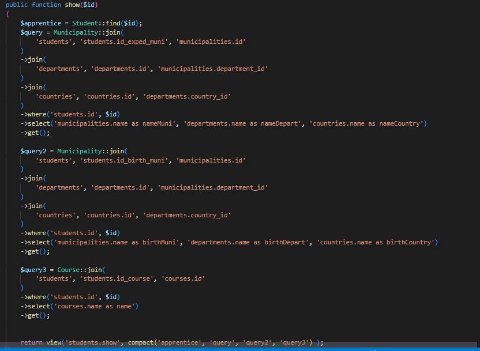 public function show($id)
{
$apprentice = Student::find($id);
$query = Municipality::join(
'students', 'students.id_exped_muni', 'municipalities.id'
)
->join(
'departments', 'departments.id', 'municipalities.department_id'
)
->join(
'countries', 'countries.id', 'departments.country_id'
)
->where('students.id', $id)
->select('municipalities.name as nameMuni', 'departments.name as nameDepart', 'countries.name as nameCountry')
->get();
$query2 = Municipality::join(
'students', 'students.id_birth_muni', 'municipalities.id'
)
->join(
'departments', 'departments.id', 'municipalities.department_id'
)
->join(
'countries', 'countries.id', 'departments.country_id'
)
->where('students.id', $id)
->select('municipalities.name as birthMuni', 'departments.name as birthDepart', 'countries.name as birthCountry')
->get();
$query3 = Course::join(
'students', 'students.id_course', 'courses.id'
)
->where('students.id', $id)
->select('courses.name as name')
->get();
return view('students.show', compact('apprentice', 'query', 'query2', 'query3') );